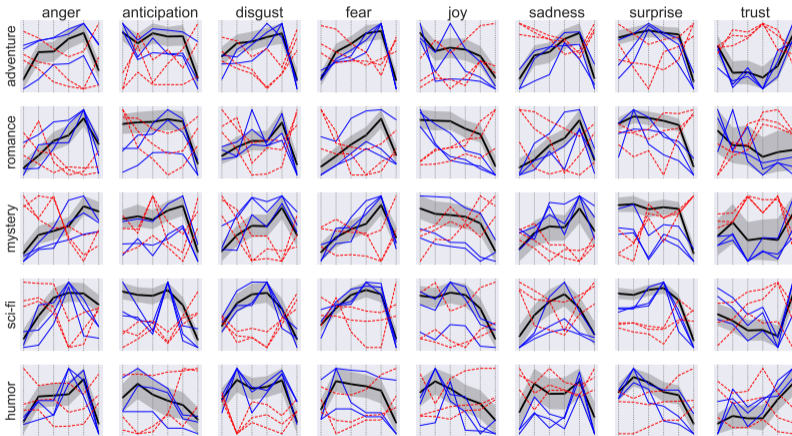 anger anticipation disgust fear joy sadness surprise trust
adventure
romance
mystery
sci-fi
humor